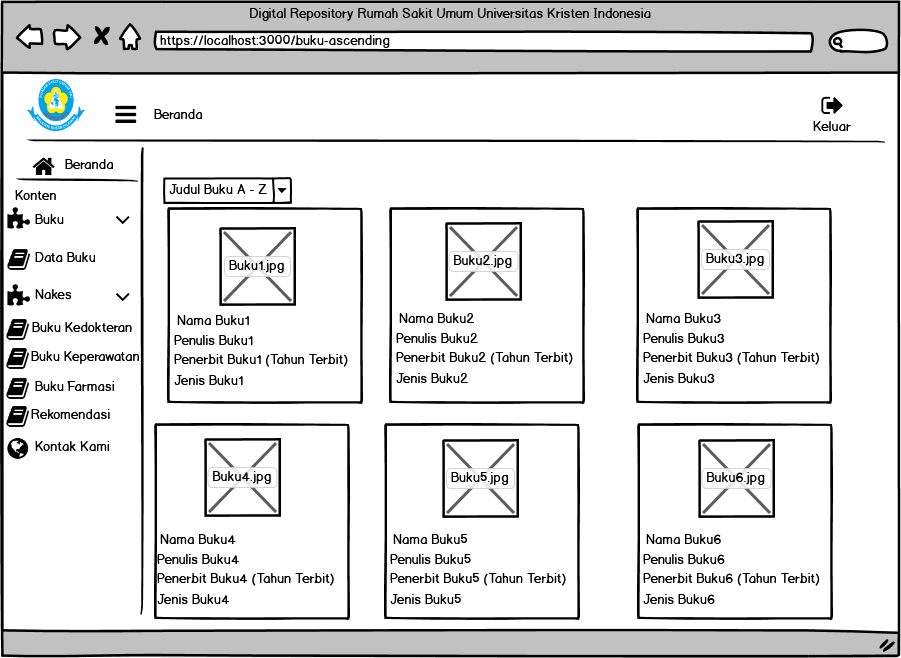 Digital Repository Rumah Sakit Umum Universitas Kristen Indonesia
https://localhost:3000/buku-ascending
Beranda
Keluar
Beranda
Konten
Buku
Data Buku
Nakes
Buku Kedokteran
Buku Keperawatan
Buku Farmasi
Rekomendasi
Kontak Kami
Judul Buku A - Z
Buku1.jpg
Nama Buku1
Penulis Buku1
Penerbit Buku1 (Tahun Terbit)
Jenis Buku1
Buku2.jpg
Nama Buku2
Penulis Buku2
Penerbit Buku2 (Tahun Terbit)
Jenis Buku2
Buku3.jpg
Nama Buku3
Penulis Buku3
Penerbit Buku3 (Tahun Terbit)
Jenis Buku3
Buku4.jpg
Nama Buku4
Penulis Buku4
Penerbit Buku4 (Tahun Terbit)
Jenis Buku4
Buku5.jpg
Nama Buku5
Penulis Buku5
Penerbit Buku5 (Tahun Terbit)
Jenis Buku5
Buku6.jpg
Nama Buku6
Penulis Buku6
Penerbit Buku6 (Tahun Terbit)
Jenis Buku6